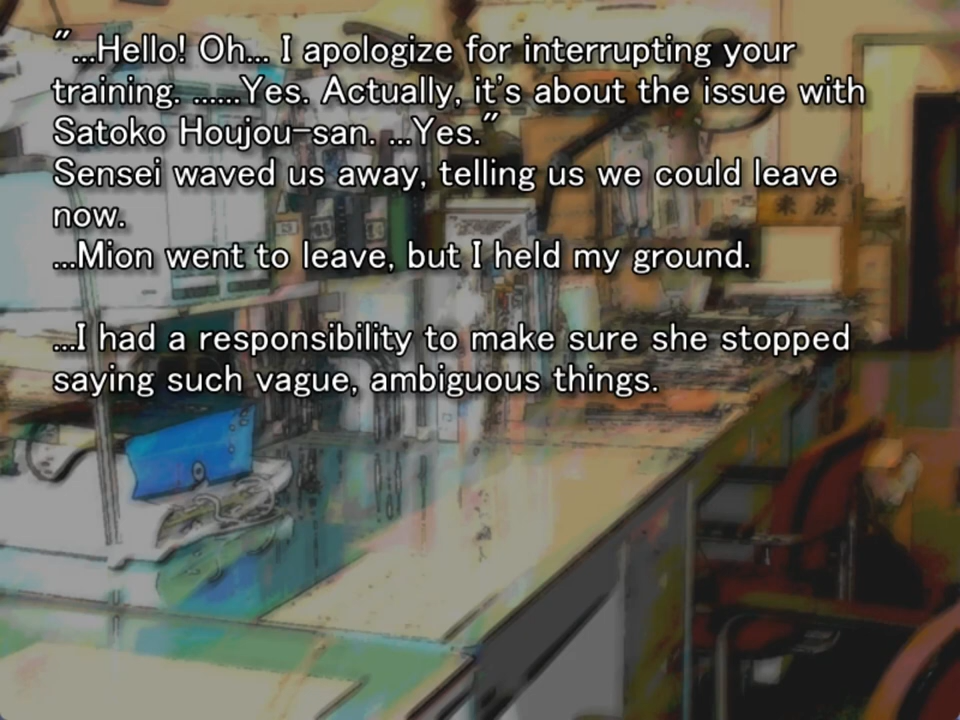 "...Hello! Oh... I apologize for interrupting your
training. ......Yes. Actually, it's about the issue with
Satoko Houjou-san. ...Yes."
Sensei waved us away, telling us we could leave
now.
...Mion went to leave, but I held my ground.
...I had a responsibility to make sure she stopped
saying such vague, ambiguous things.